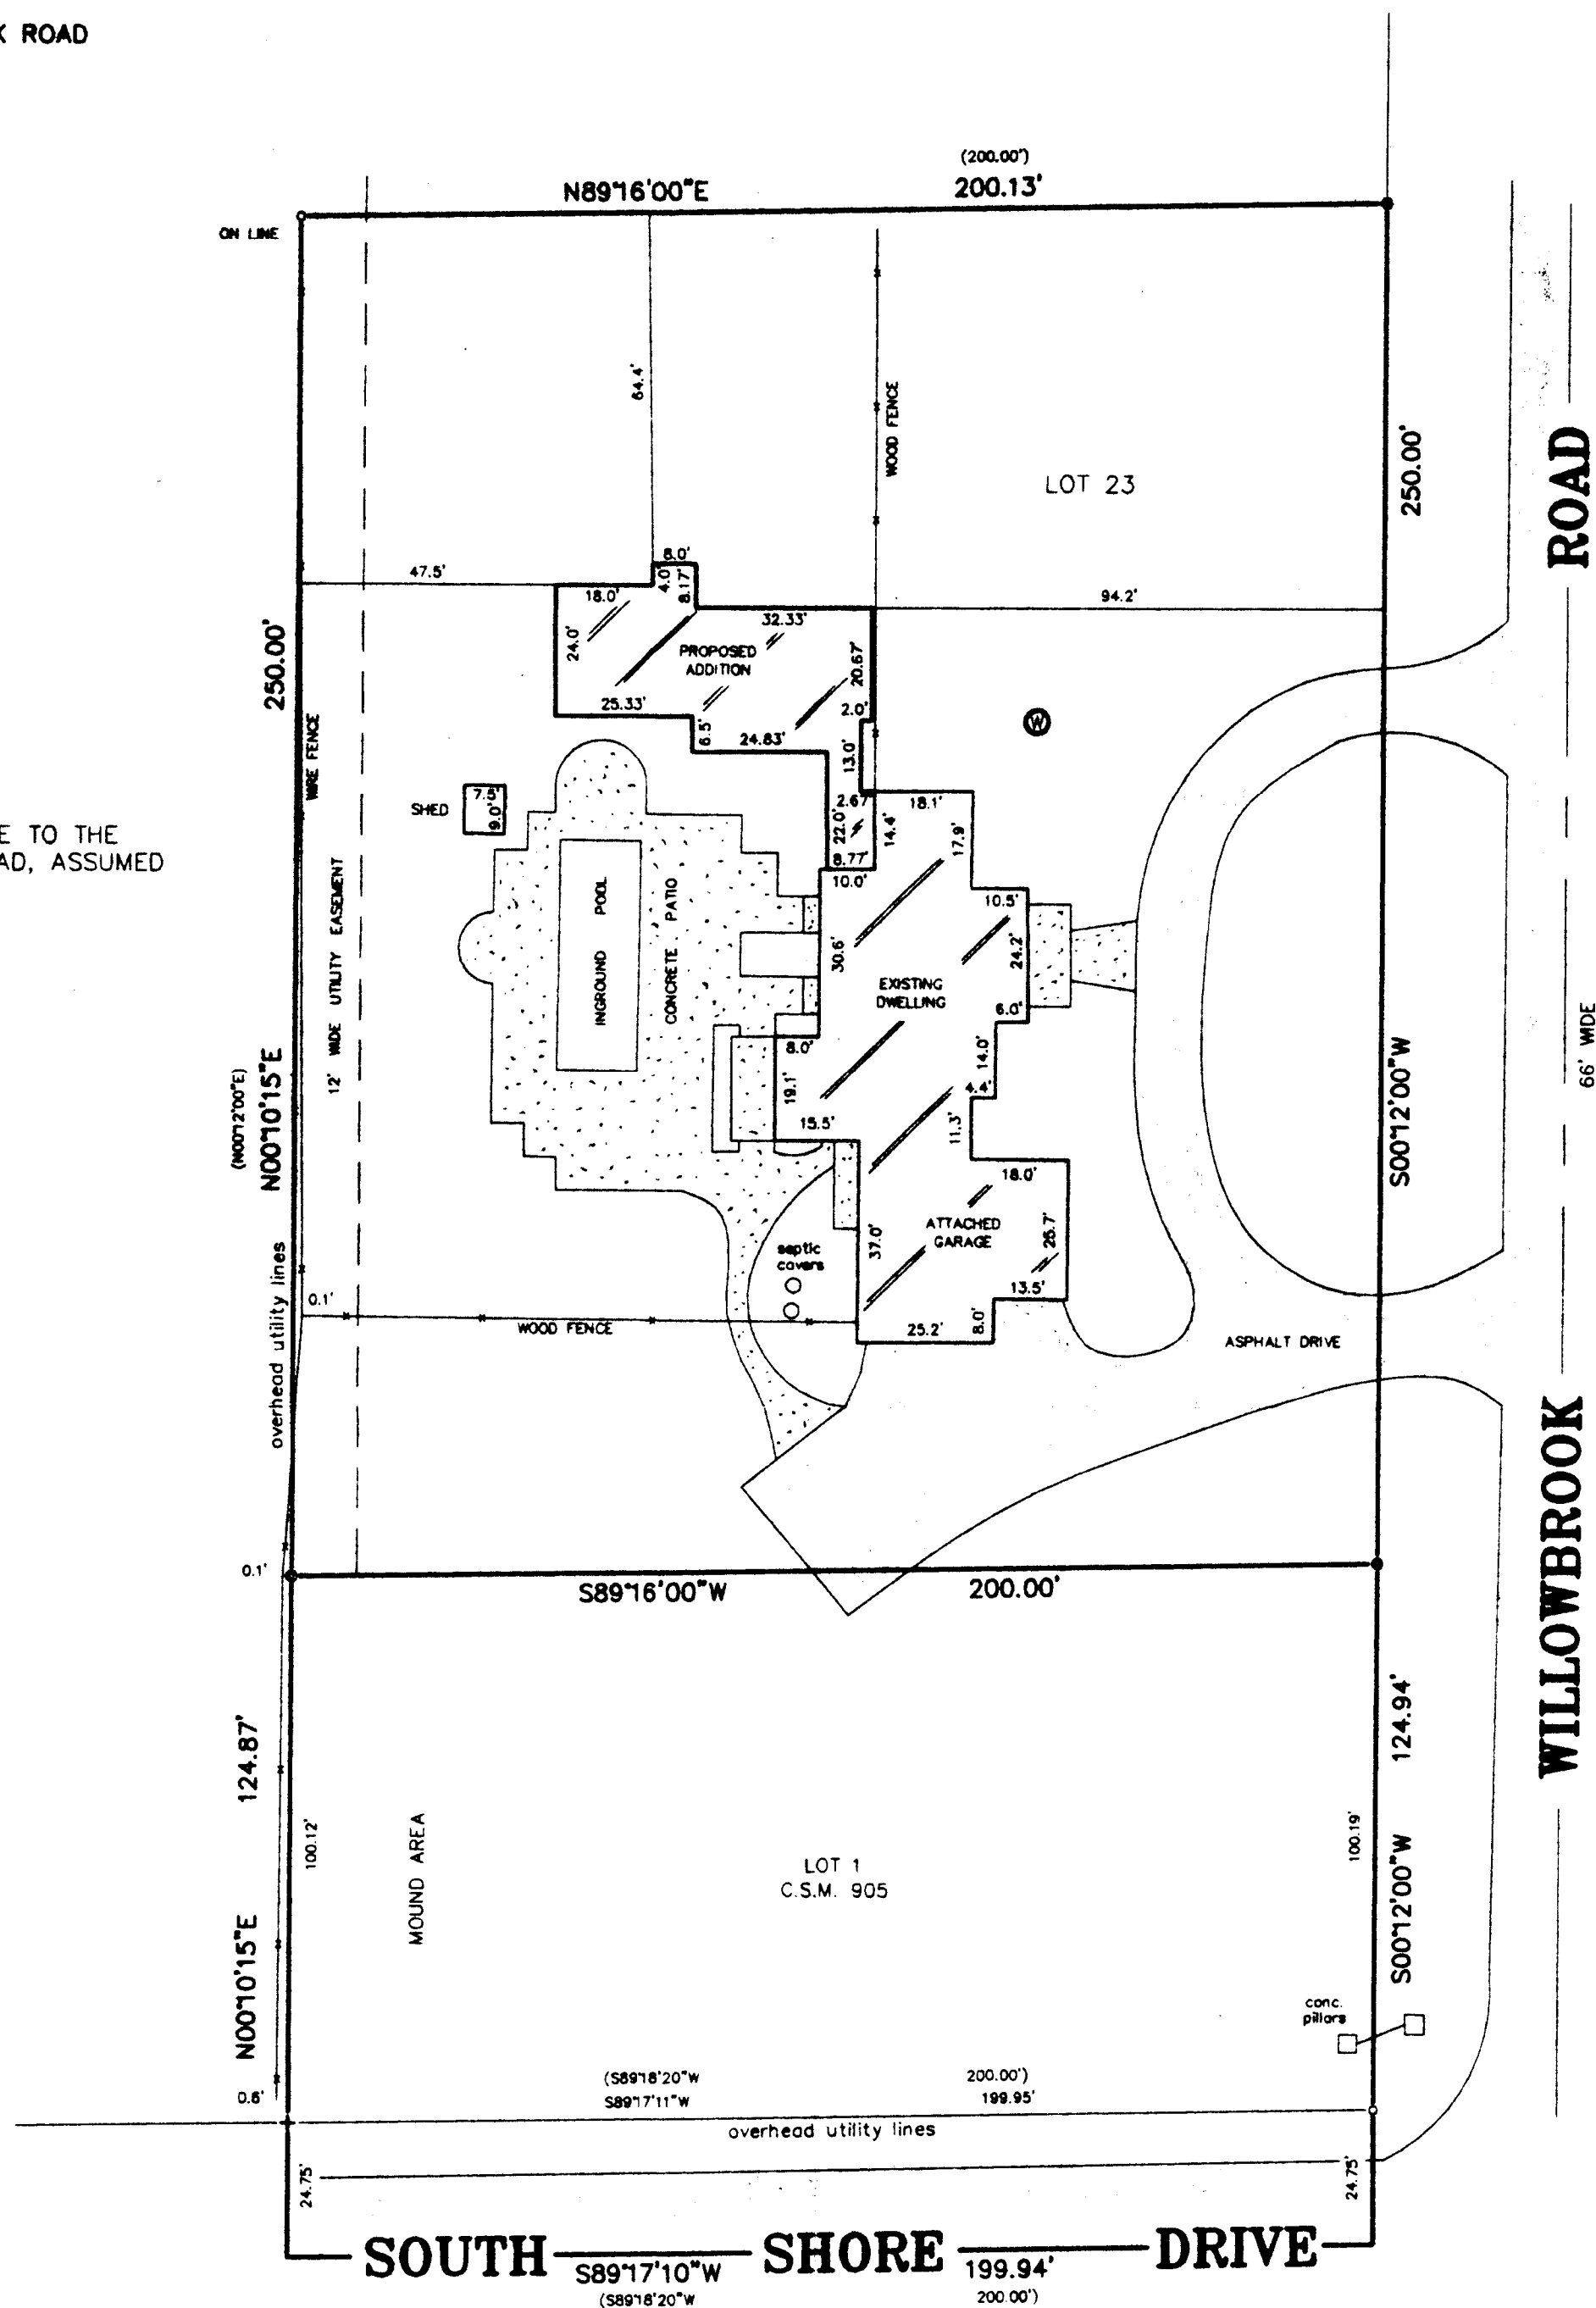 K ROAD
(200.00')
N89°16'00"E 200.13'
ON LINE
64.4'
WOOD FENCE
LOT 23
250.00'
ROAD
8.0'
47.5'
4.0'
8.17'
18.0'
94.2'
32.33'
24.0'
PROPOSED
ADDITION
20.67'
250.00'
25.33'
2.0'
6.5'
24.83'
13.0'
W
WIRE FENCE
SHED
7.5'
9.0'
2.67'
18.1'
22.0'
14.4'
17.9'
8.77'
10.0'
E TO THE
AD, ASSUMED
12' WIDE UTILITY EASEMENT
INGROUND POOL
CONCRETE PATIO
10.5'
30.6'
24.2'
EXISTING
DWELLING
6.0'
8.0'
14.0'
19.1'
4.4'
15.5'
11.3'
66' WIDE
(N00°12'00"E)
N00°10'15"E
S00°12'00"W
18.0'
ATTACHED
GARAGE
37.0'
26.7'
septic
covers
13.5'
25.2'
8.0'
overhead utility lines
0.1'
WOOD FENCE
ASPHALT DRIVE
WILLOWBROOK
0.1'
S89°16'00"W 200.00'
124.87'
124.94'
100.12'
100.19'
MOUND AREA
LOT 1
C.S.M. 905
N00°10'15"E
S00°12'00"W
conc.
pillars
(S89°18'20"W 200.00')
0.6'
S89°17'11"W 199.95'
overhead utility lines
24.75'
24.75'
SOUTH SHORE DRIVE
S89°17'10"W 199.94'
(S89°18'20"W 200.00')